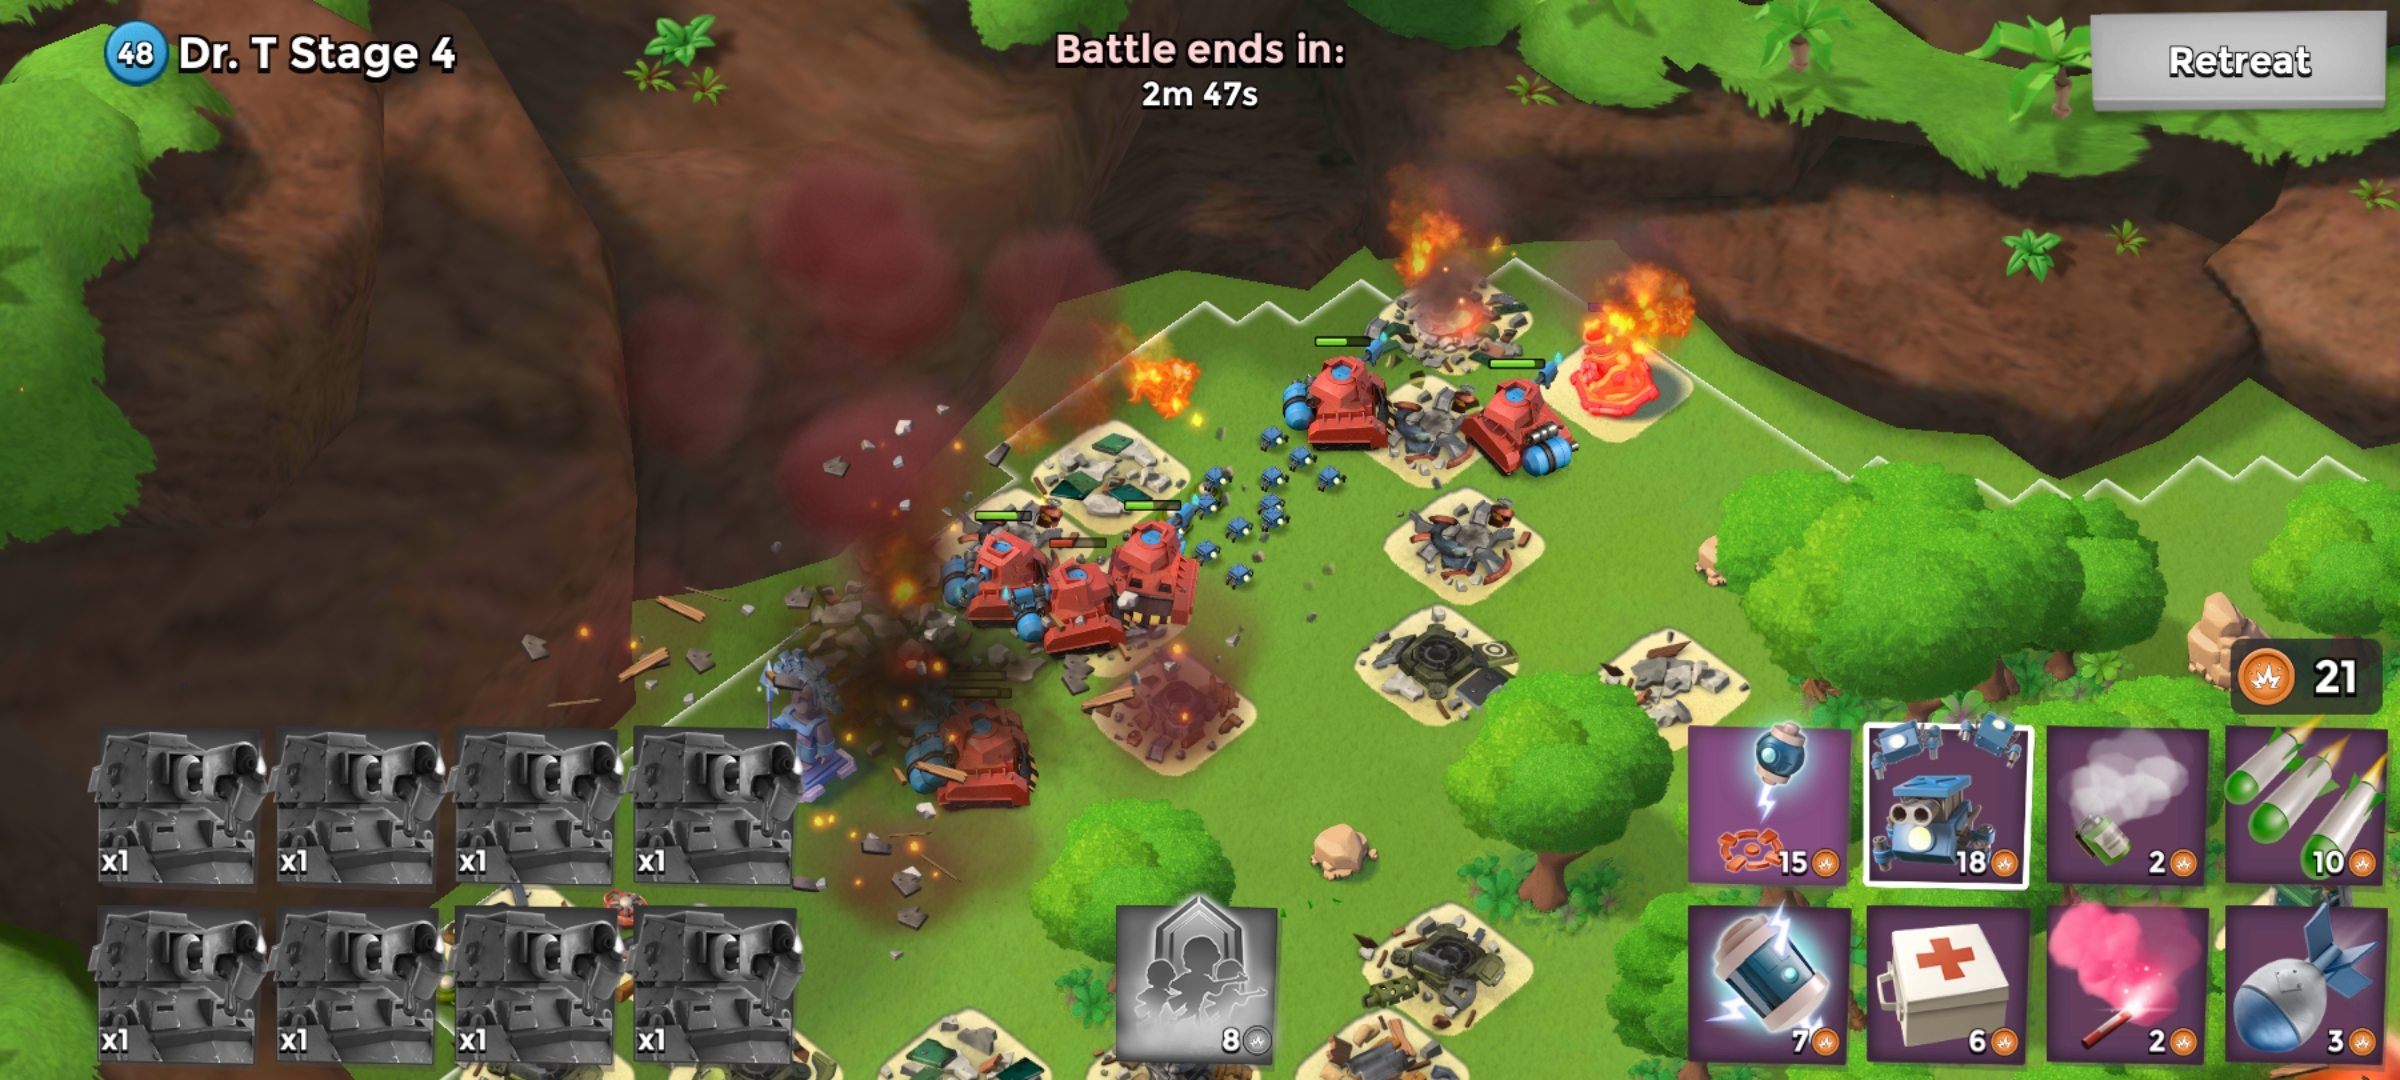 48 Dr. T Stage 4
Battle ends in:
2m 47s
Retreat
21
x1 x1 x1 x1
15 18 2 10
x1 x1 x1 x1
8
7 6 2 3